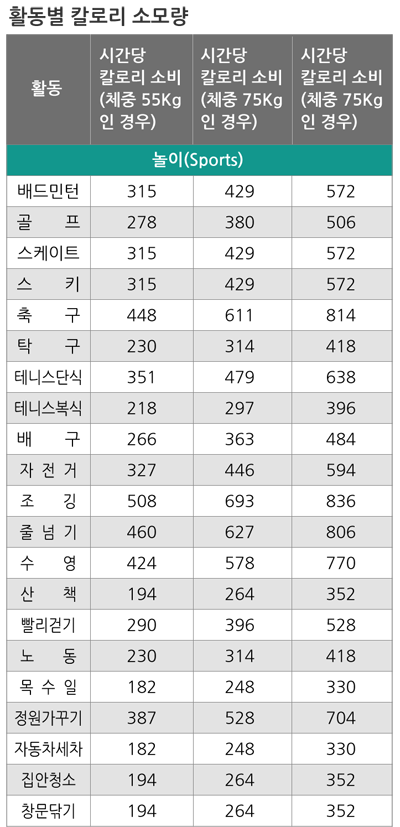 활동별 칼로리 소모량
활동 시간당 칼로리 소비 (체중 55Kg 인 경우) 시간당 칼로리 소비 (체중 75Kg 인 경우) 시간당 칼로리 소비 (체중 75Kg 인 경우)
놀이(Sports)
배드민턴 315 429 572
골 프 278 380 506
스케이트 315 429 572
스 키 315 429 572
축 구 448 611 814
탁 구 230 314 418
테니스단식 351 479 638
테니스복식 218 297 396
배 구 266 363 484
자 전 거 327 446 594
조 깅 508 693 836
줄 넘 기 460 627 806
수 영 424 578 770
산 책 194 264 352
빨리걷기 290 396 528
노 동 230 314 418
목 수 일 182 248 330
정원가꾸기 387 528 704
자동차세차 182 248 330
집안청소 194 264 352
창문닦기 194 264 352